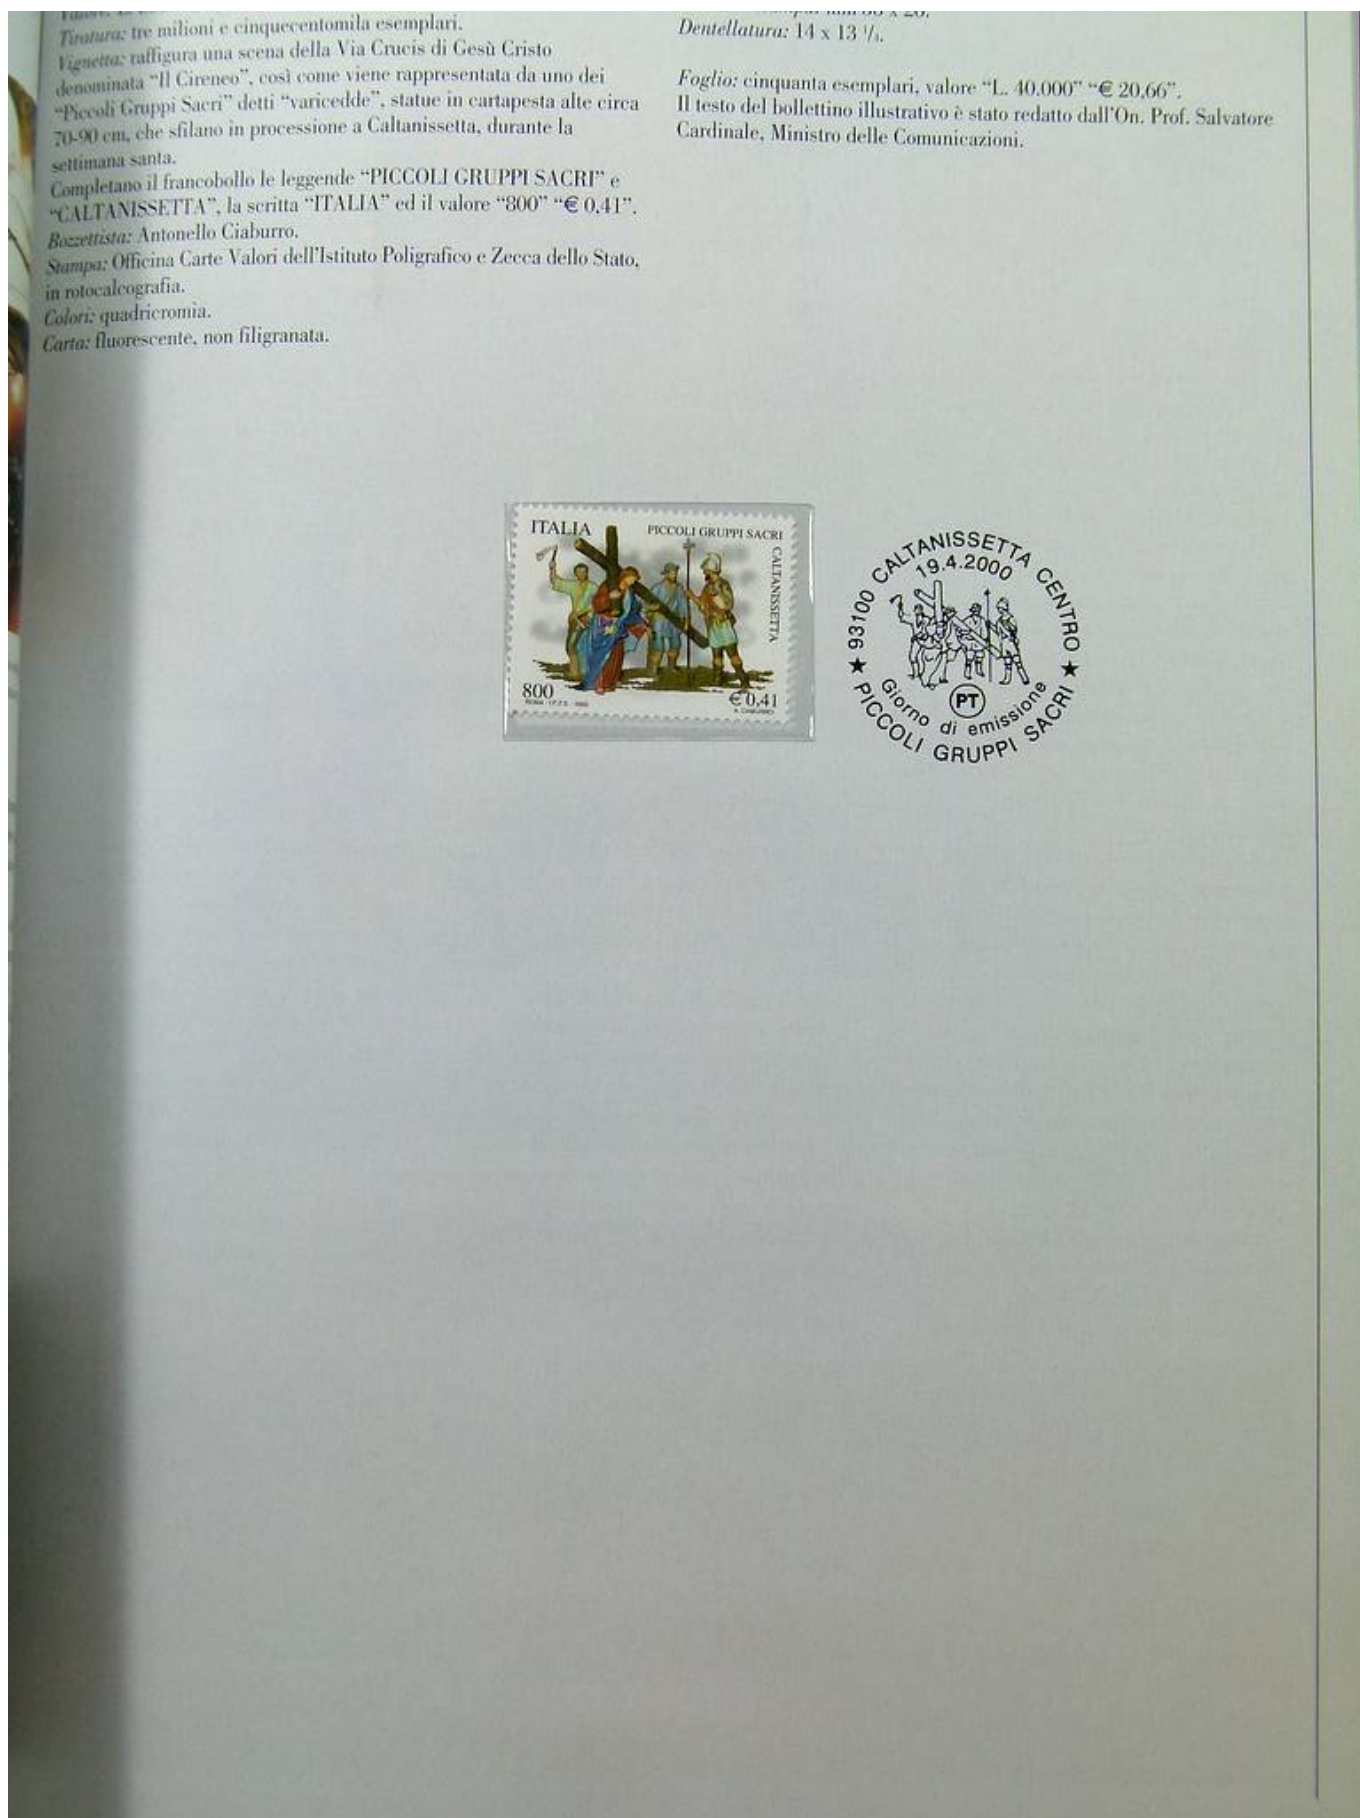 Tiratura: tre milioni e cinquecentomila esemplari.
Vignetta: raffigura una scena della Via Crucis di Gesù Cristo
denominata “Il Cireneo”, così come viene rappresentata da uno dei
“Piccoli Gruppi Sacri” detti “varicedde”, statue in cartapesta alte circa
70-90 cm, che sfilano in processione a Caltanissetta, durante la
settimana santa.
Completano il francobollo le leggende “PICCOLI GRUPPI SACRI” e
“CALTANISSETTA”, la scritta “ITALIA” ed il valore “800” “€ 0,41”.
Bozzettista: Antonello Ciaburro.
Stampa: Officina Carte Valori dell'Istituto Poligrafico e Zecca dello Stato,
in rotocalcografia.
Colori: quadricromia.
Carta: fluorescente, non filigranata.
Dentellatura: 14 x 13 ¼.
Foglio: cinquanta esemplari, valore “L. 40.000” “€ 20,66”.
Il testo del bollettino illustrativo è stato redatto dall'On. Prof. Salvatore
Cardinale, Ministro delle Comunicazioni.
ITALIA
PICCOLI GRUPPI SACRI
CALTANISSETTA
800
€ 0,41
★ 93100 CALTANISSETTA CENTRO ★
19.4.2000
PT
Giorno di emissione
PICCOLI GRUPPI SACRI